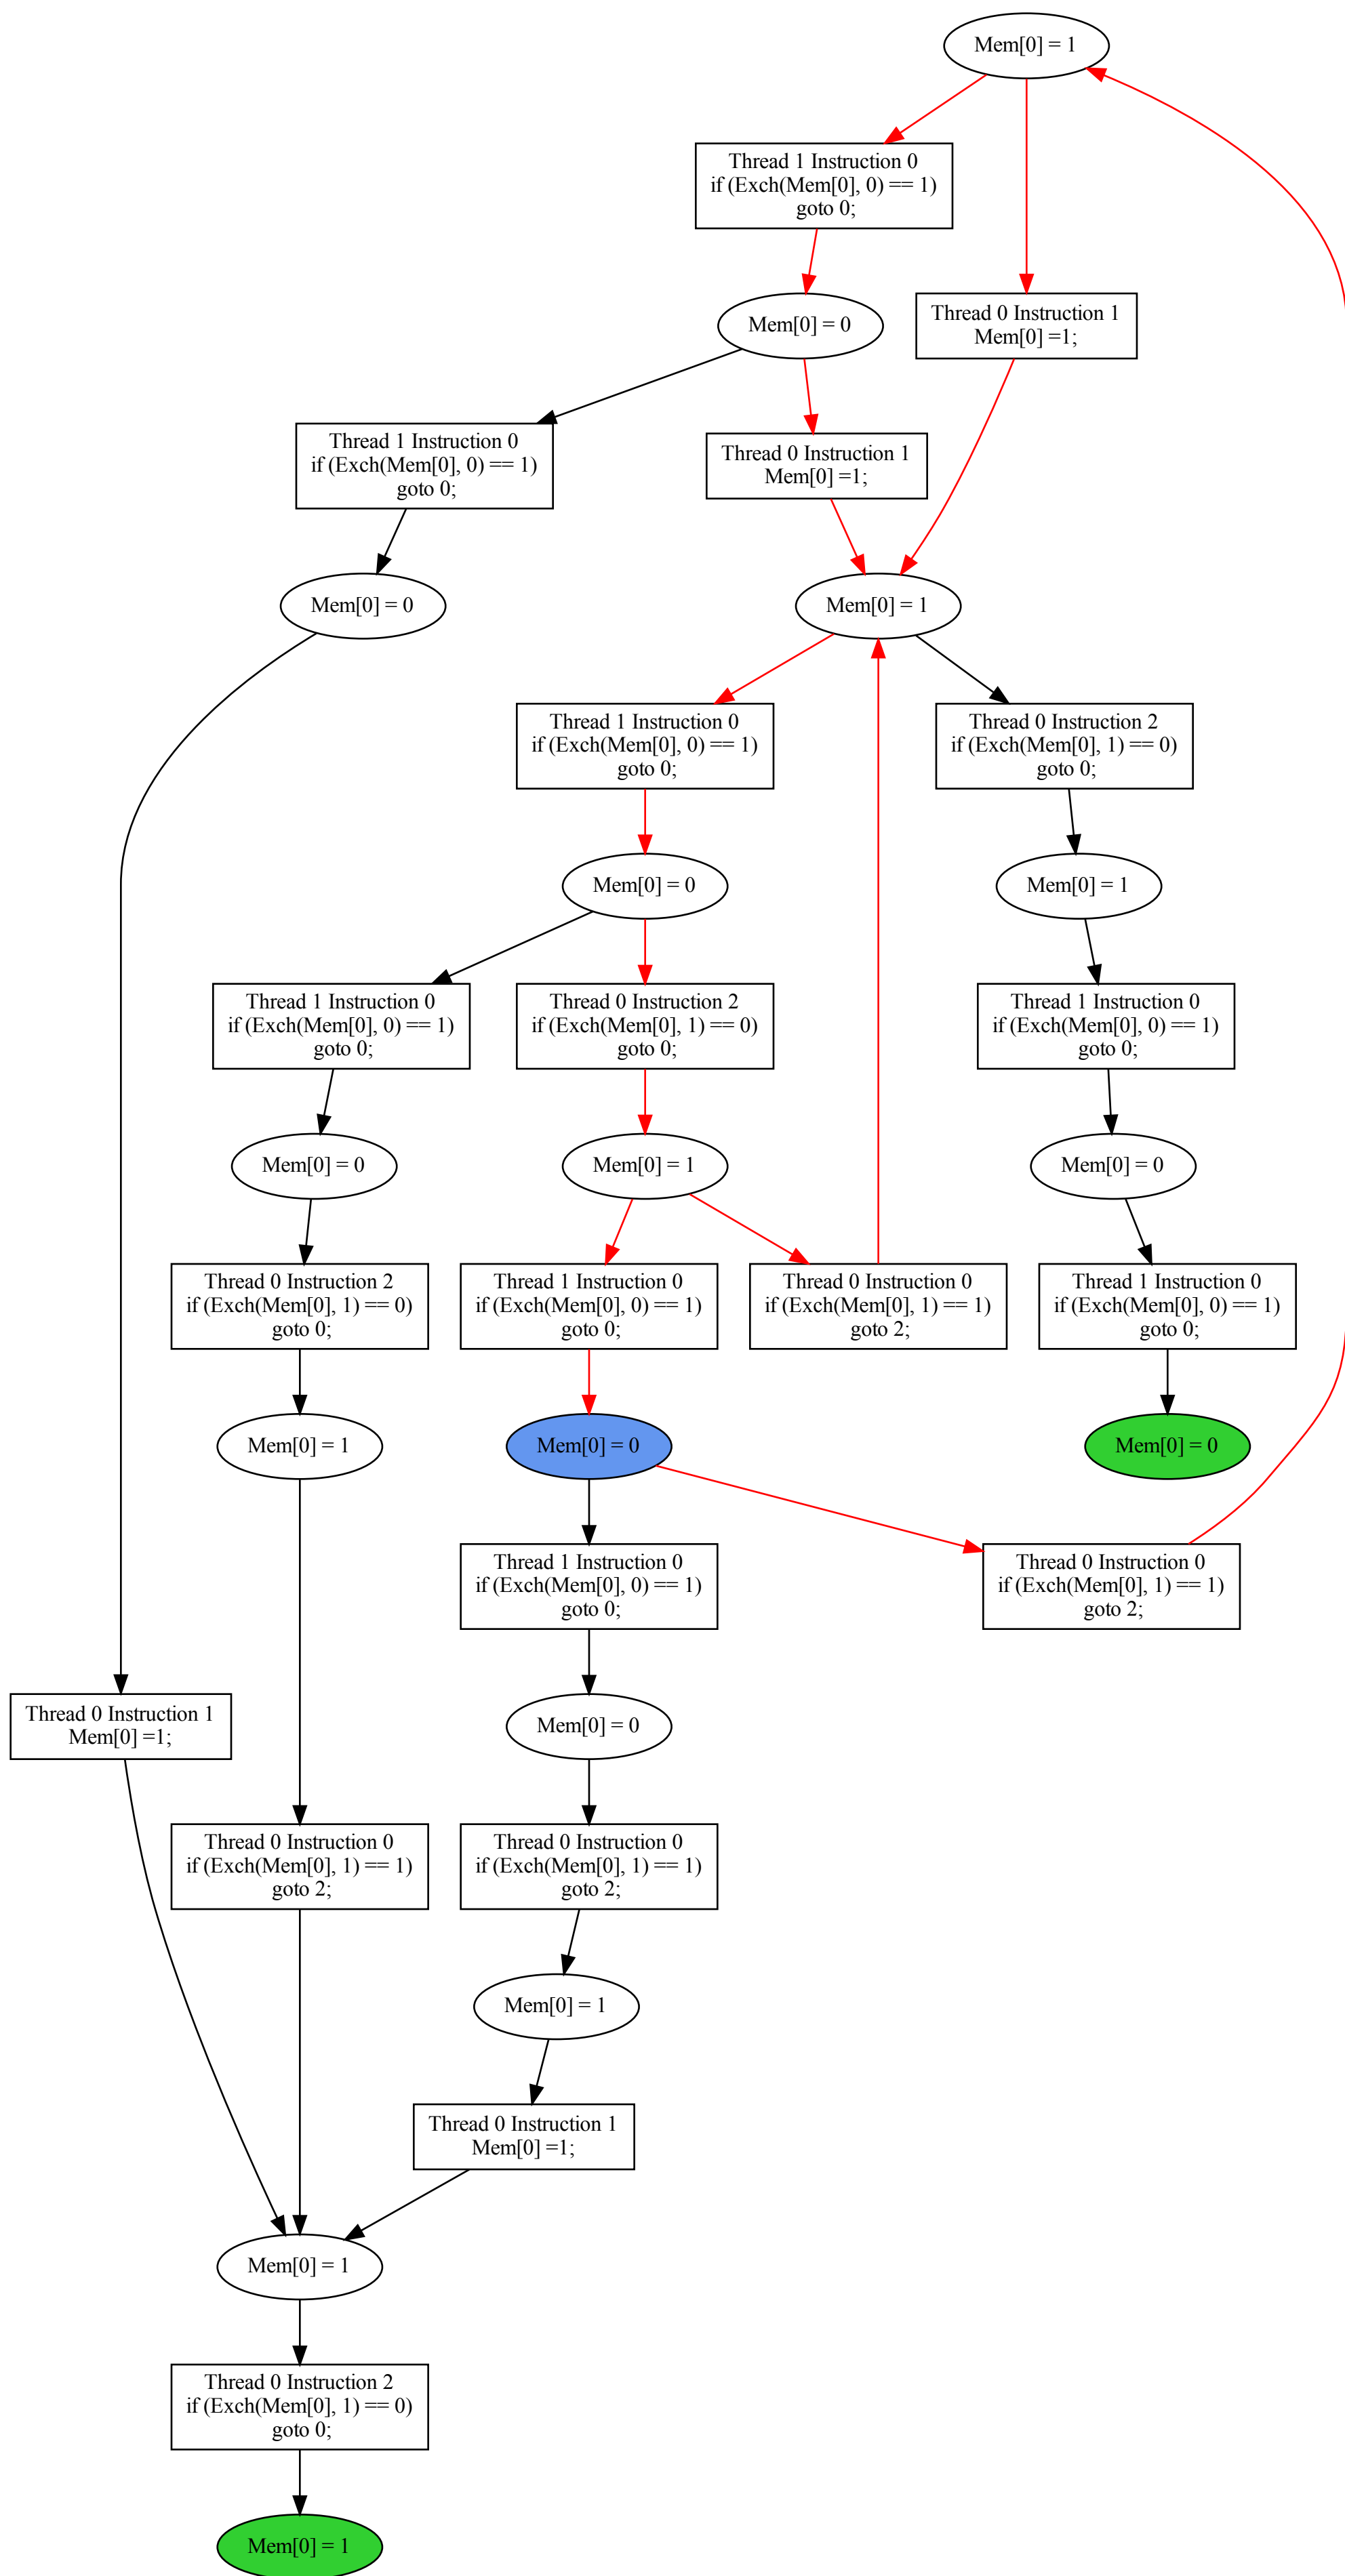 Mem[0] = 1
Thread 1 Instruction 0
if (Exch(Mem[0], 0) == 1)
goto 0;
Mem[0] = 0
Thread 0 Instruction 1
Mem[0] =1;
Thread 1 Instruction 0
if (Exch(Mem[0], 0) == 1)
goto 0;
Thread 0 Instruction 1
Mem[0] =1;
Mem[0] = 0
Mem[0] = 1
Thread 1 Instruction 0
if (Exch(Mem[0], 0) == 1)
goto 0;
Thread 0 Instruction 2
if (Exch(Mem[0], 1) == 0)
goto 0;
Mem[0] = 0
Mem[0] = 1
Thread 1 Instruction 0
if (Exch(Mem[0], 0) == 1)
goto 0;
Thread 0 Instruction 2
if (Exch(Mem[0], 1) == 0)
goto 0;
Thread 1 Instruction 0
if (Exch(Mem[0], 0) == 1)
goto 0;
Mem[0] = 0
Mem[0] = 1
Mem[0] = 0
Thread 0 Instruction 2
if (Exch(Mem[0], 1) == 0)
goto 0;
Thread 1 Instruction 0
if (Exch(Mem[0], 0) == 1)
goto 0;
Thread 0 Instruction 0
if (Exch(Mem[0], 1) == 1)
goto 2;
Thread 1 Instruction 0
if (Exch(Mem[0], 0) == 1)
goto 0;
Mem[0] = 1
Mem[0] = 0
Mem[0] = 0
Thread 1 Instruction 0
if (Exch(Mem[0], 0) == 1)
goto 0;
Thread 0 Instruction 0
if (Exch(Mem[0], 1) == 1)
goto 2;
Thread 0 Instruction 1
Mem[0] =1;
Mem[0] = 0
Thread 0 Instruction 0
if (Exch(Mem[0], 1) == 1)
goto 2;
Thread 0 Instruction 0
if (Exch(Mem[0], 1) == 1)
goto 2;
Mem[0] = 1
Thread 0 Instruction 1
Mem[0] =1;
Mem[0] = 1
Thread 0 Instruction 2
if (Exch(Mem[0], 1) == 0)
goto 0;
Mem[0] = 1